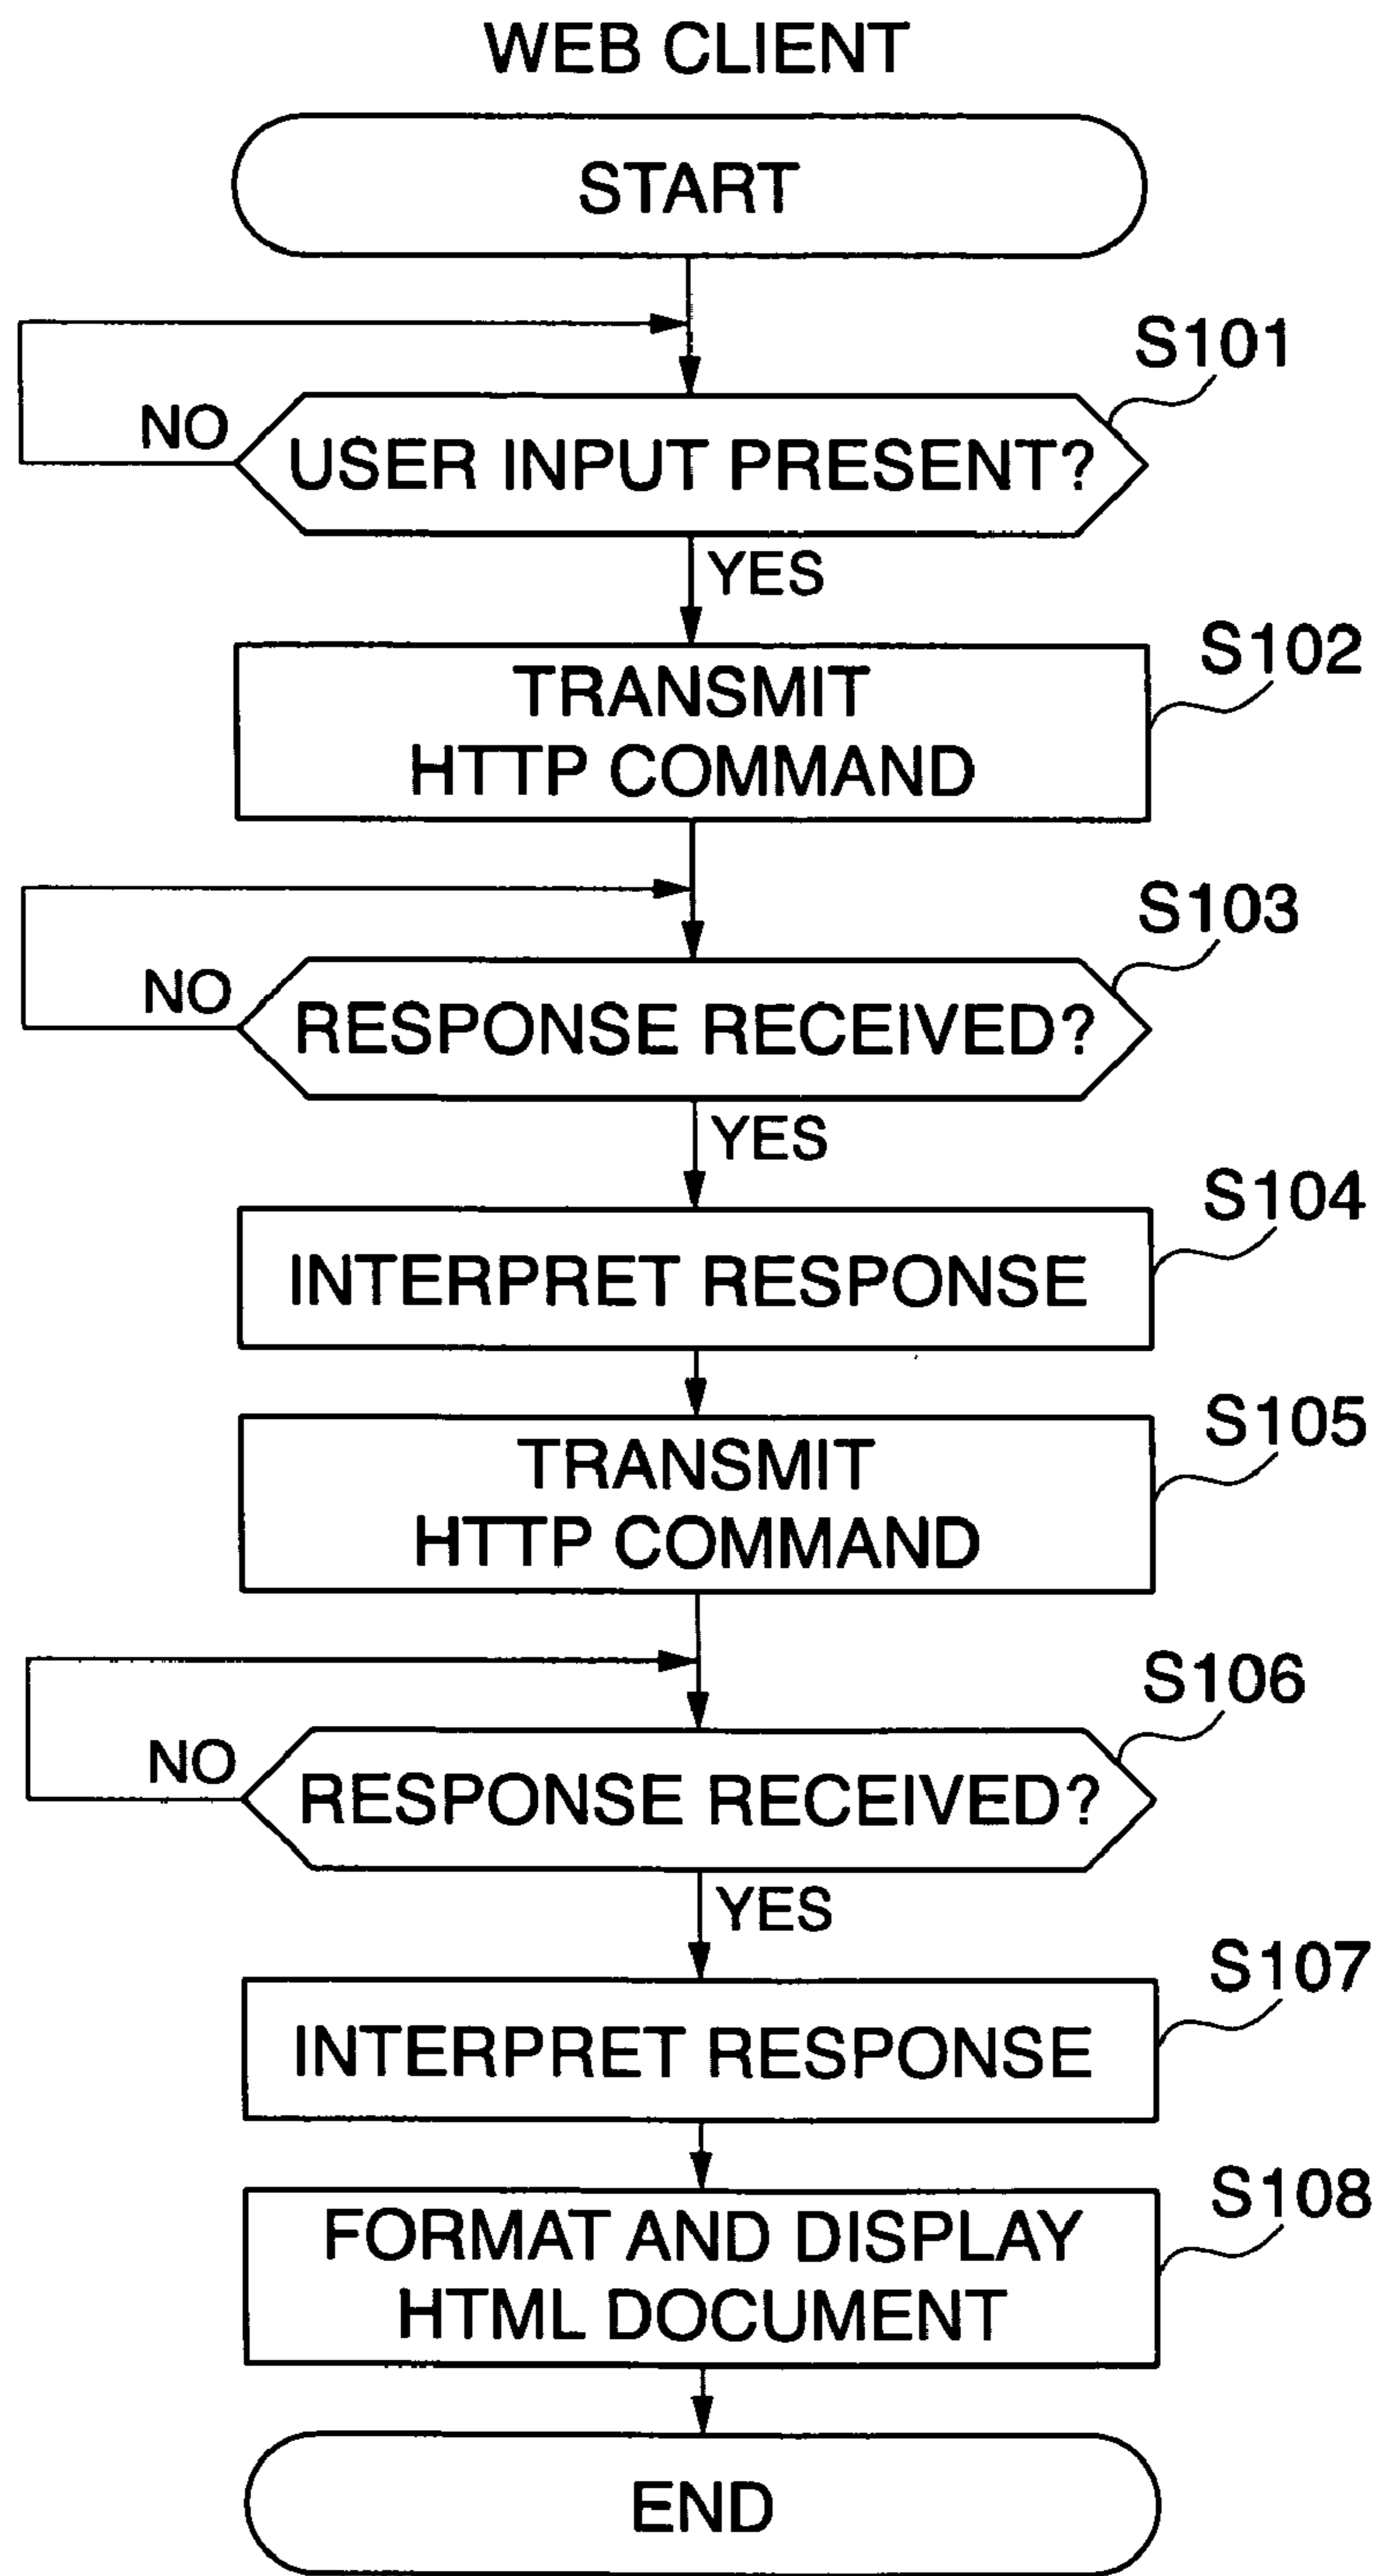 WEB CLIENT
START
S101
NO
USER INPUT PRESENT?
YES
S102
TRANSMIT
HTTP COMMAND
S103
NO
RESPONSE RECEIVED?
YES
S104
INTERPRET RESPONSE
S105
TRANSMIT
HTTP COMMAND
S106
NO
RESPONSE RECEIVED?
YES
S107
INTERPRET RESPONSE
S108
FORMAT AND DISPLAY
HTML DOCUMENT
END